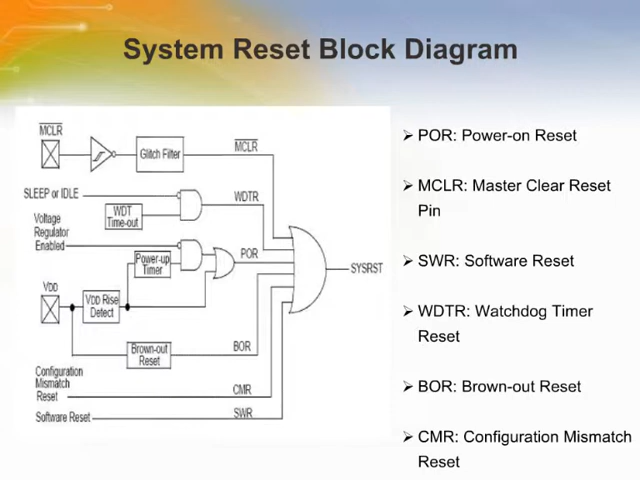 System Reset Block Diagram
MCLR
Glitch Filter
MCLR
SLEEP or IDLE
WDTR
WDT
Time-out
Voltage
Regulator
Enabled
POR
Power-up
Timer
SYSRST
VDD
VDD Rise
Detect
Brown-out
Reset
BOR
Configuration
Mismatch
Reset
CMR
Software Reset
SWR
➢ POR: Power-on Reset
➢ MCLR: Master Clear Reset
Pin
➢ SWR: Software Reset
➢ WDTR: Watchdog Timer
Reset
➢ BOR: Brown-out Reset
➢ CMR: Configuration Mismatch
Reset